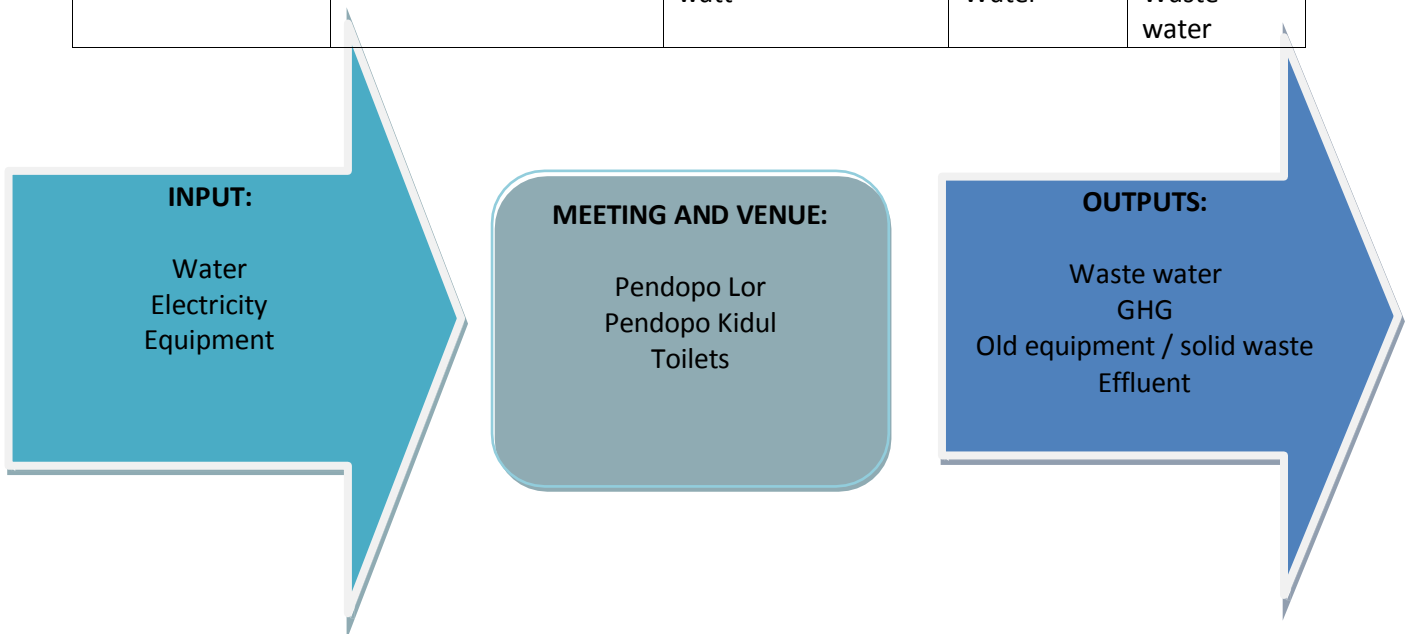 water
INPUT:
Water
Electricity
Equipment
MEETING AND VENUE:
Pendopo Lor
Pendopo Kidul
Toilets
OUTPUTS:
Waste water
GHG
Old equipment / solid waste
Effluent